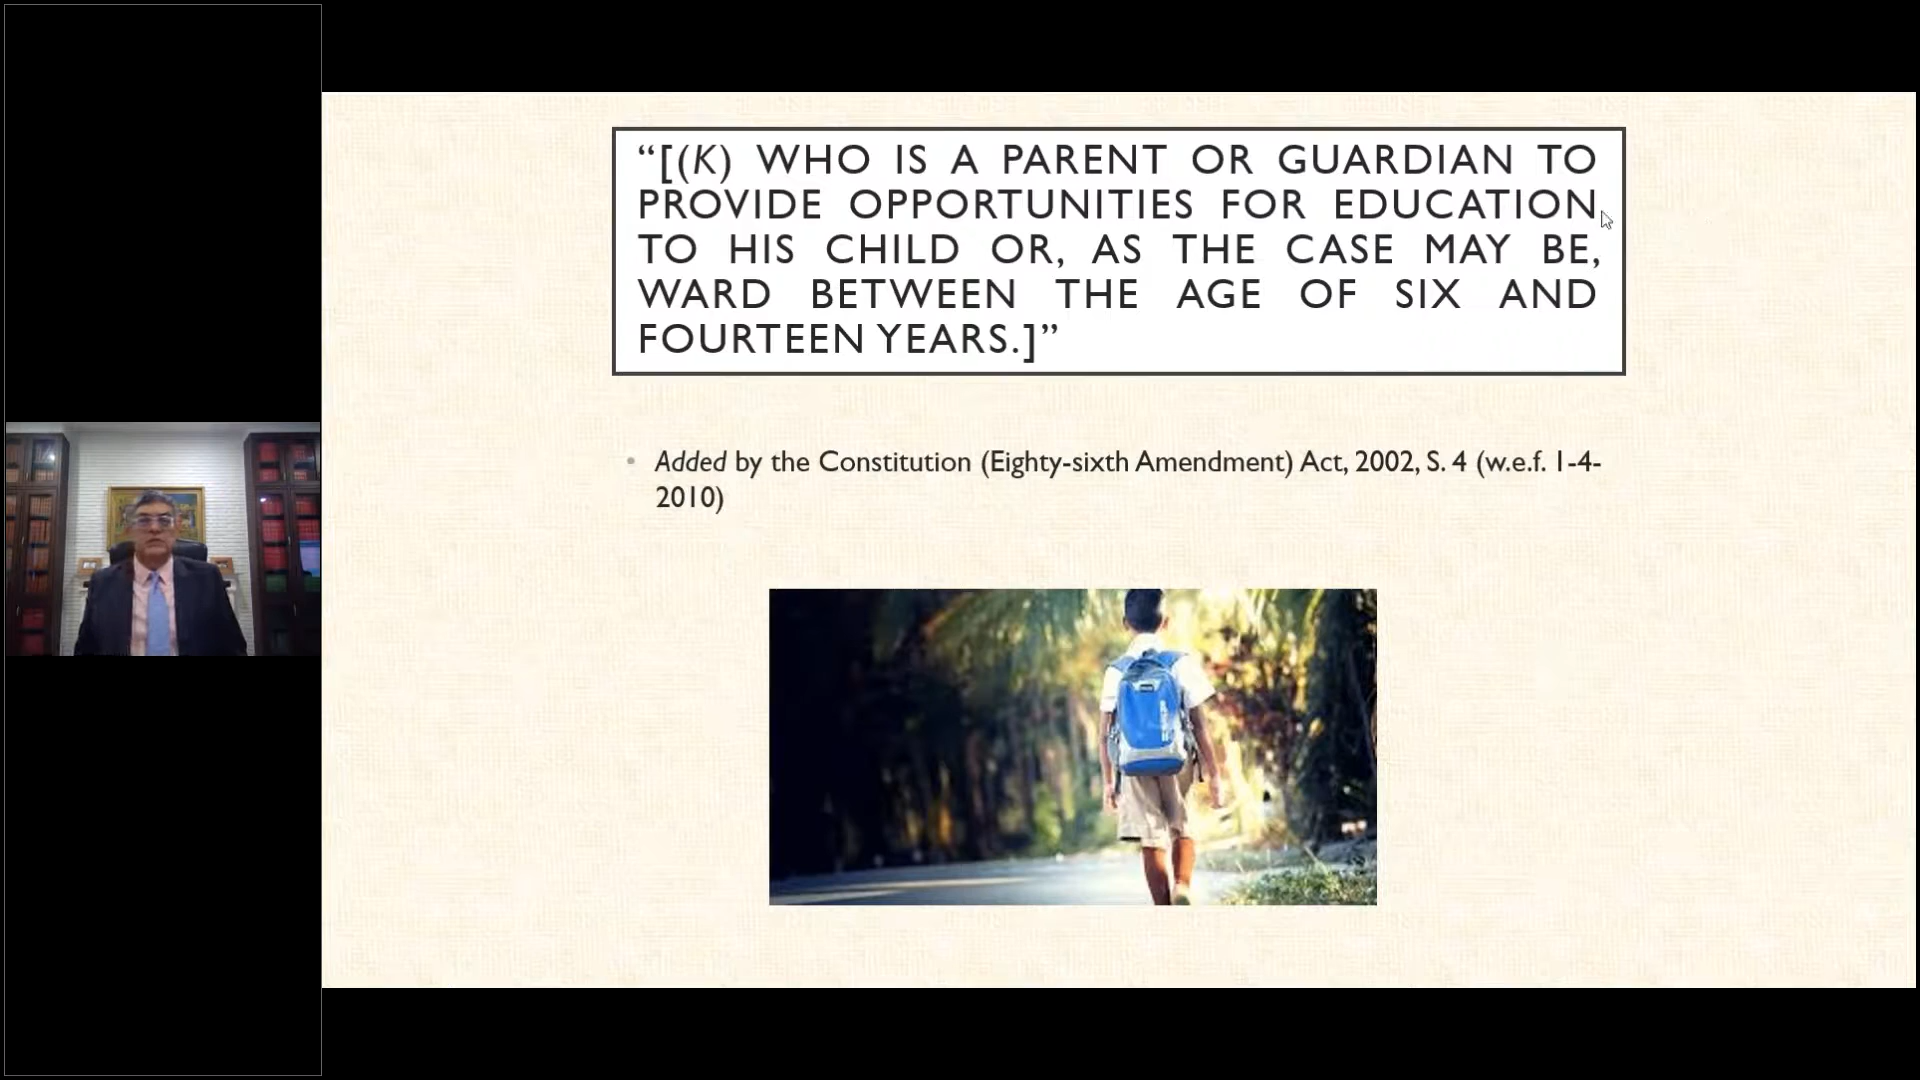 “[(K) WHO IS A PARENT OR GUARDIAN TO
PROVIDE OPPORTUNITIES FOR EDUCATION
TO HIS CHILD OR, AS THE CASE MAY BE,
WARD BETWEEN THE AGE OF SIX AND
FOURTEEN YEARS.]”
• Added by the Constitution (Eighty-sixth Amendment) Act, 2002, S. 4 (w.e.f. 1-4-
2010)